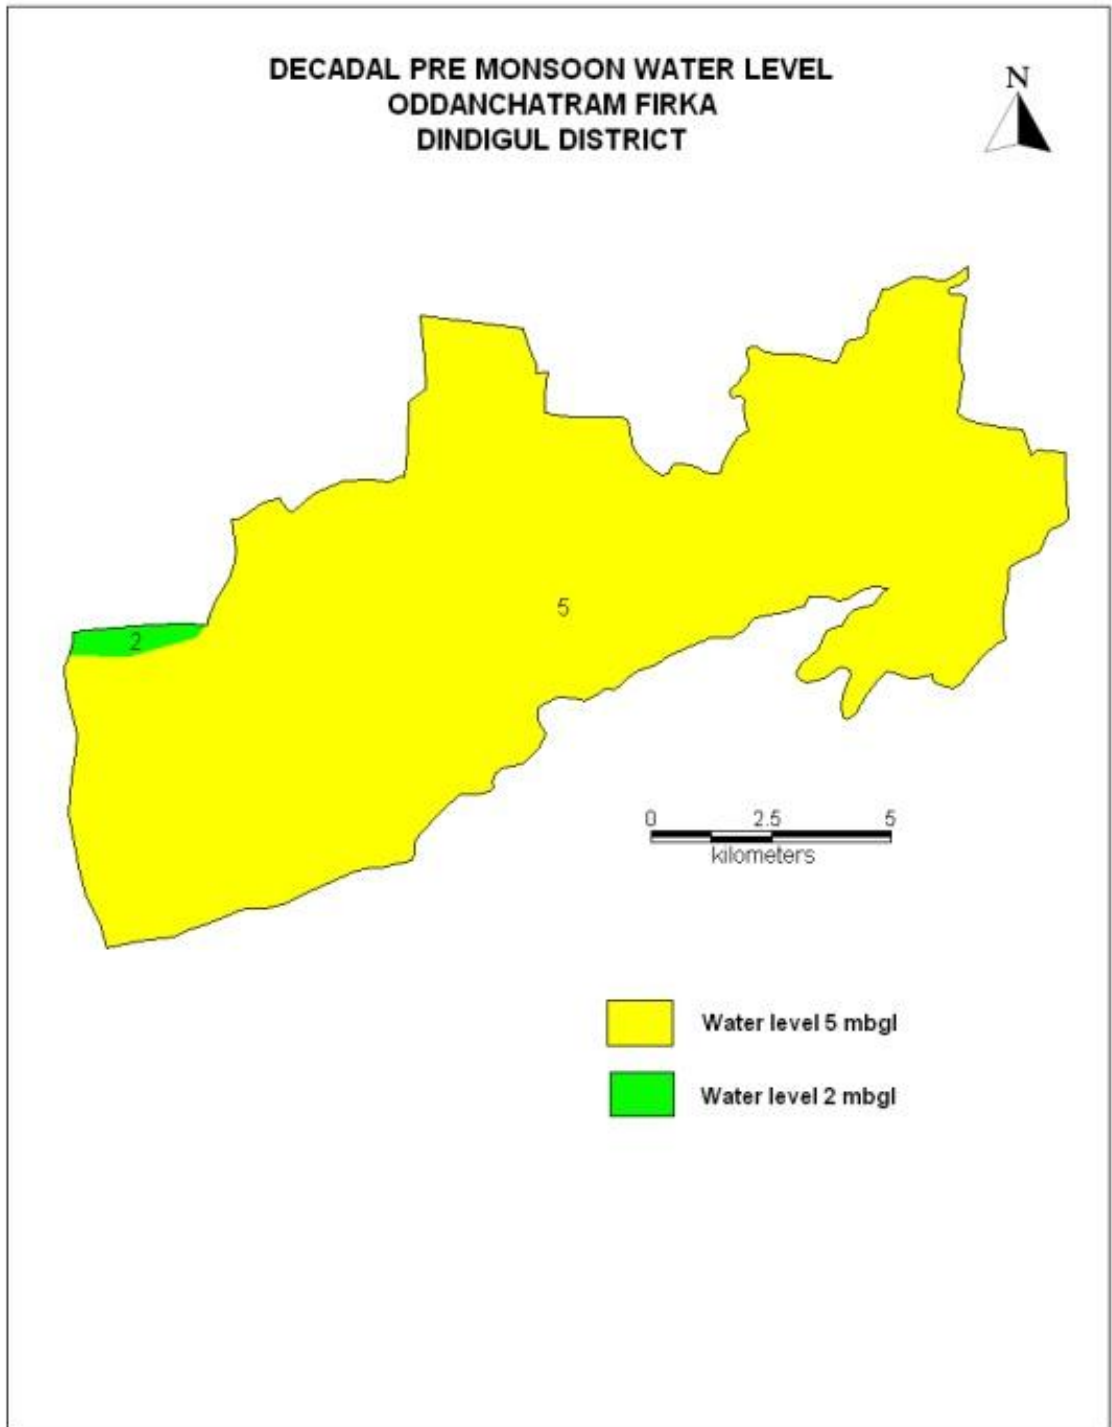 DECADAL PRE MONSOON WATER LEVEL
ODDANCHATRAM FIRKA
DINDIGUL DISTRICT
N
5
2
0 2.5 5
kilometers
Water level 5 mbgl
Water level 2 mbgl